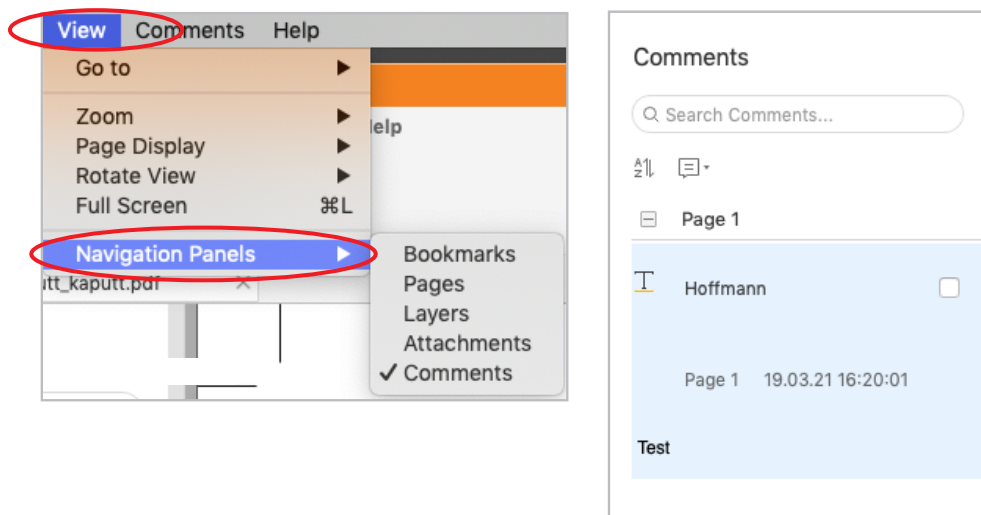 View Comments Help
Go to
Zoom
Page Display
Rotate View
Full Screen ⌘L
Navigation Panels
elp
tt_kaputt.pdf
Bookmarks
Pages
Layers
Attachments
✓ Comments
Comments
Search Comments...
Page 1
Hoffmann
Page 1 19.03.21 16:20:01
Test